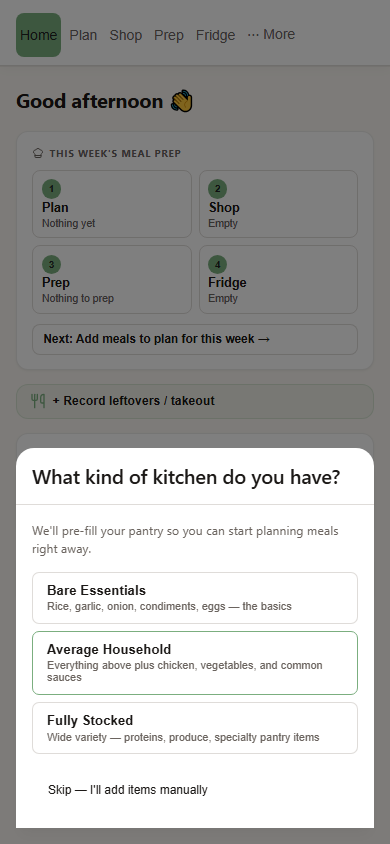 Home Plan Shop Prep Fridge ··· More
Good afternoon 👏
THIS WEEK'S MEAL PREP
1
Plan
Nothing yet
2
Shop
Empty
3
Prep
Nothing to prep
4
Fridge
Empty
Next: Add meals to plan for this week →
+ Record leftovers / takeout
What kind of kitchen do you have?
We'll pre-fill your pantry so you can start planning meals
right away.
Bare Essentials
Rice, garlic, onion, condiments, eggs — the basics
Average Household
Everything above plus chicken, vegetables, and common
sauces
Fully Stocked
Wide variety — proteins, produce, specialty pantry items
Skip — I'll add items manually